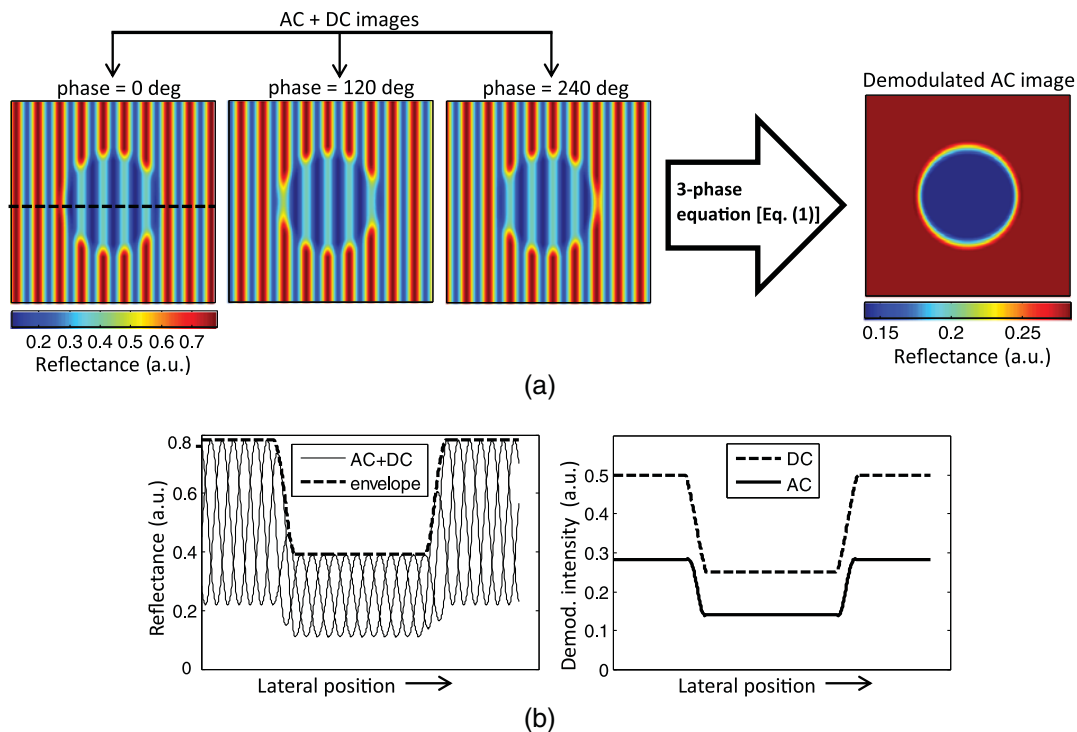 AC + DC images
phase = 0 deg
phase = 120 deg
phase = 240 deg
Demodulated AC image
3-phase
equation [Eq. (1)]
0.2 0.3 0.4 0.5 0.6 0.7
Reflectance (a.u.)
0.15 0.2 0.25
Reflectance (a.u.)
(a)
0.8
0.6
0.4
0.2
0
Reflectance (a.u.)
AC+DC
envelope
Lateral position
0.5
0.4
0.3
0.2
0.1
0
Demod. intensity (a.u.)
DC
AC
Lateral position
(b)